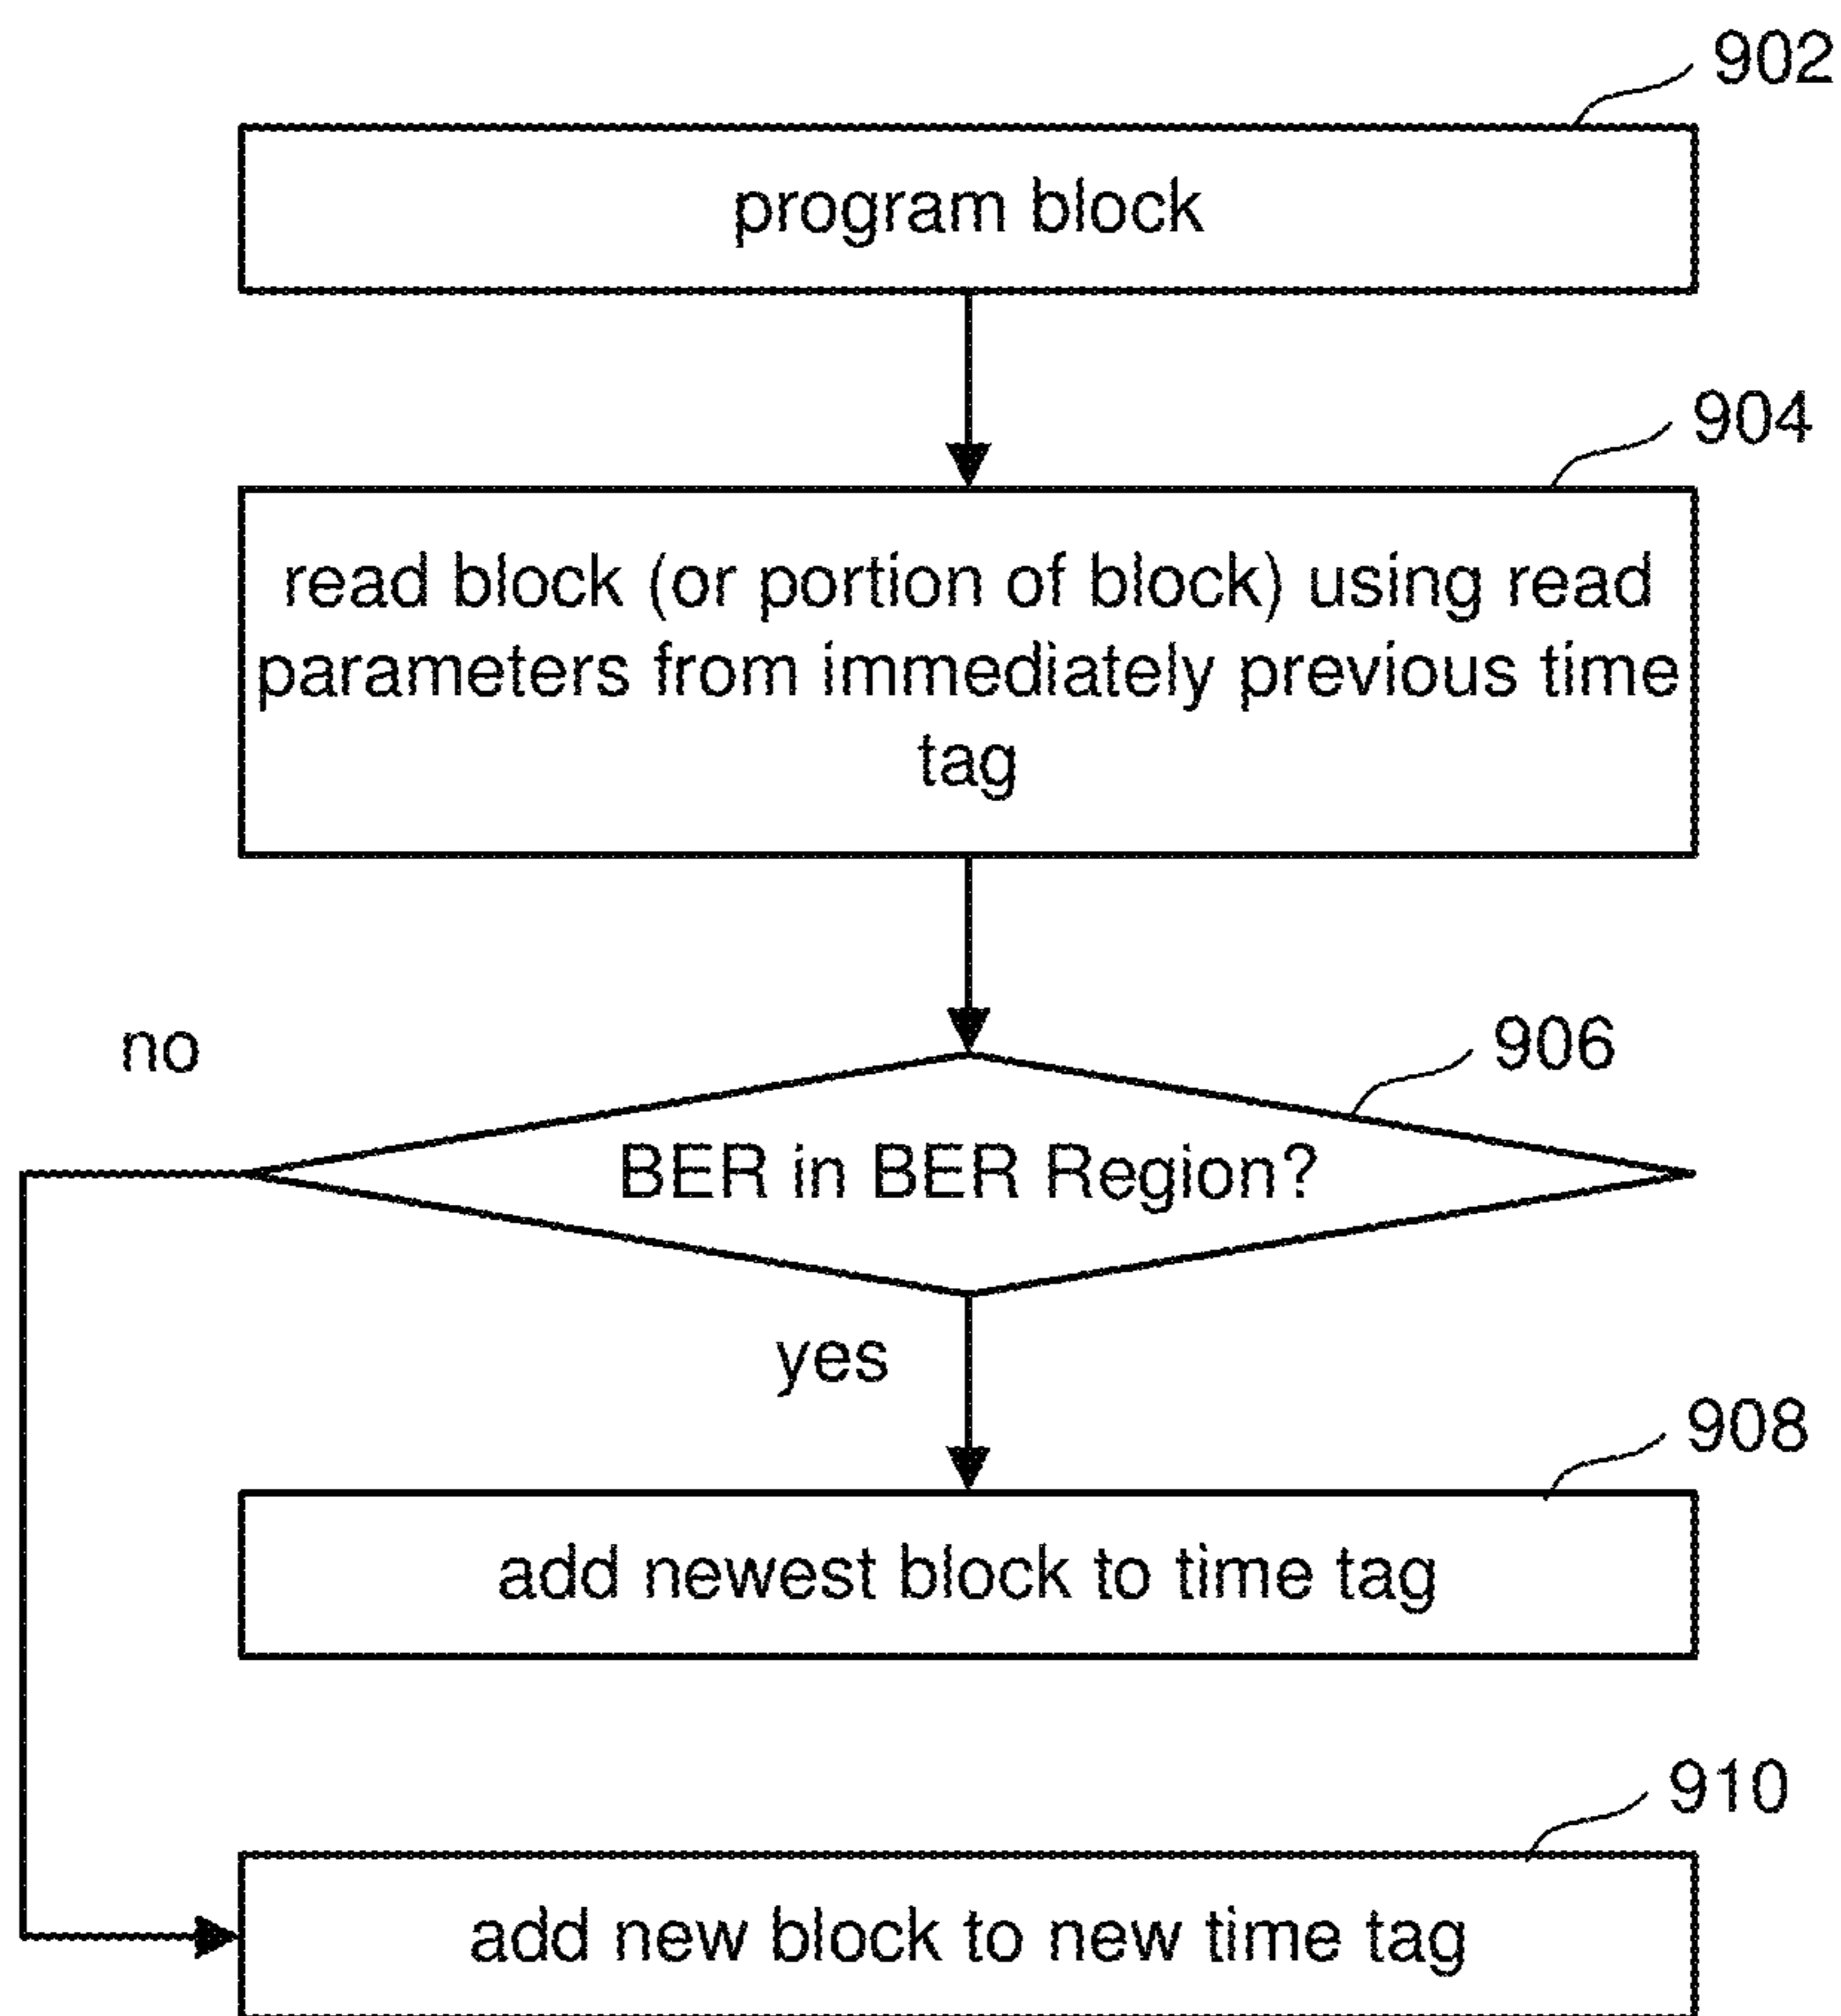 902
program block
904
read block (or portion of block) using read
parameters from immediately previous time
tag
no
906
BER in BER Region?
yes
908
add newest block to time tag
910
add new block to new time tag